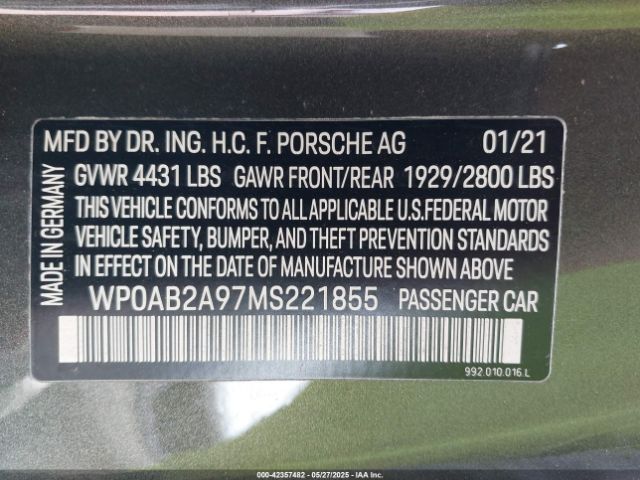 MFD BY DR. ING. H.C. F. PORSCHE AG 01/21
GVWR 4431 LBS GAWR FRONT/REAR 1929/2800 LBS
THIS VEHICLE CONFORMS TO ALL APPLICABLE U.S.FEDERAL MOTOR
VEHICLE SAFETY, BUMPER, AND THEFT PREVENTION STANDARDS
IN EFFECT ON THE DATE OF MANUFACTURE SHOWN ABOVE.
WP0AB2A97MS221855 PASSENGER CAR
992.010.016.L
MADE IN GERMANY
000-42357482 — 05/27/2025 — IAA Inc.